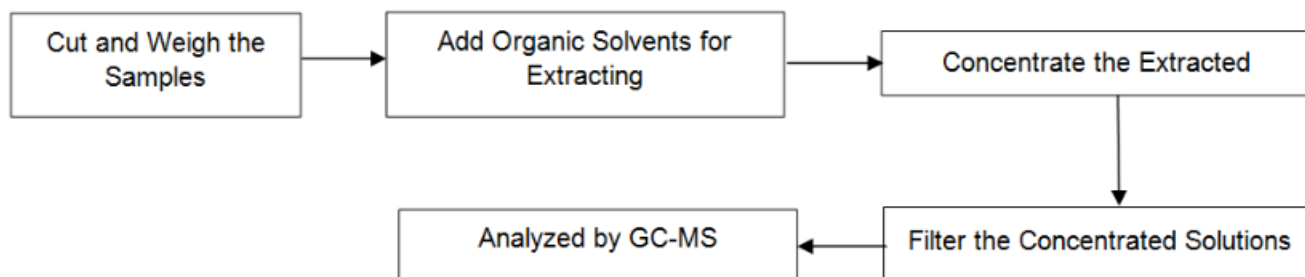 Cut and Weigh the
Samples
Add Organic Solvents for
Extracting
Concentrate the Extracted
Filter the Concentrated Solutions
Analyzed by GC-MS